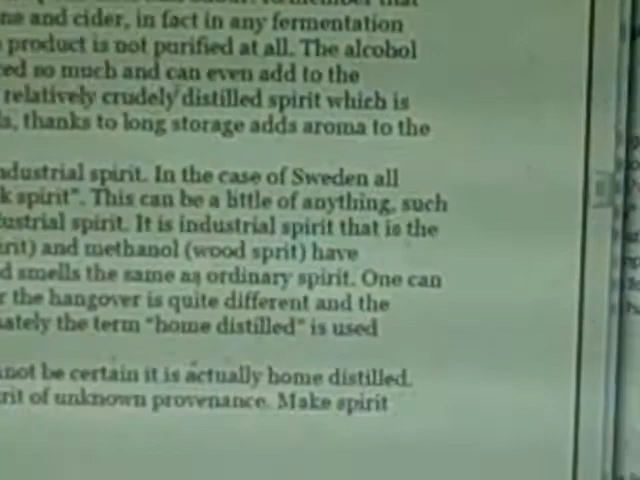 ne and cider, in fact in any fermentation
product is not purified at all. The alcohol
ed so much and can even add to the
relatively crudely distilled spirit which is
s, thanks to long storage adds aroma to the
ndustrial spirit. In the case of Sweden all
k spirit". This can be a little of anything, such
ustrial spirit. It is industrial spirit that is the
rit) and methanol (wood sprit) have
d smells the same as ordinary spirit. One can
r the hangover is quite different and the
ately the term "home distilled" is used
not be certain it is actually home distilled.
rit of unknown provenance. Make spirit